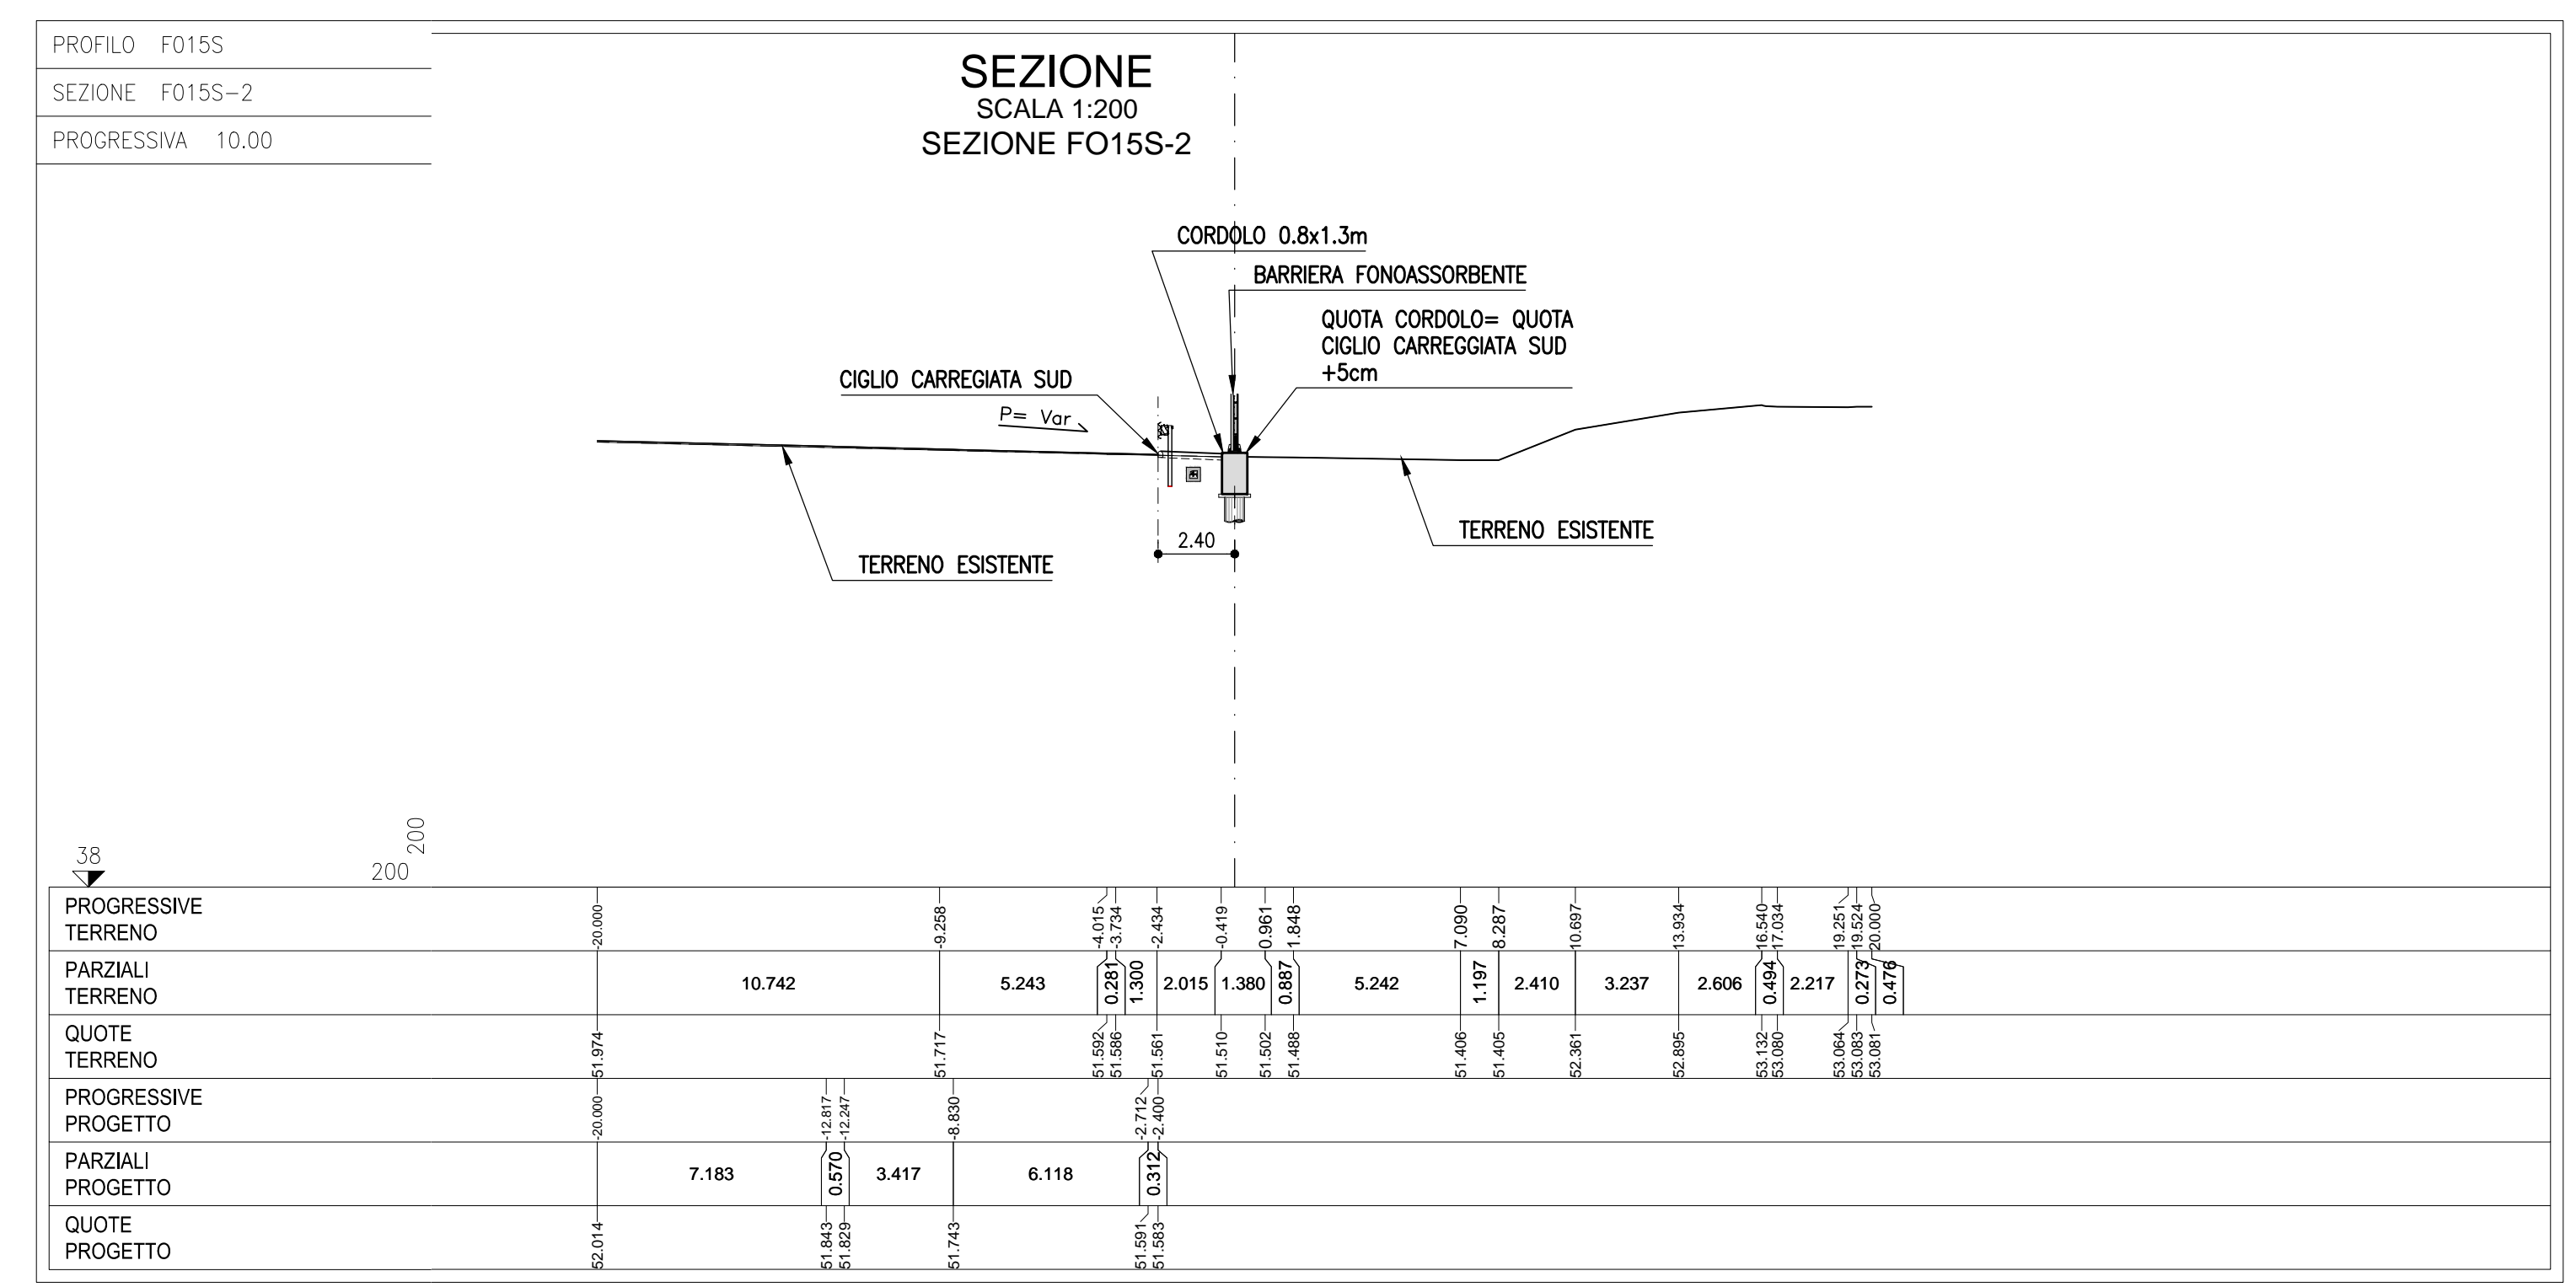 PROFILO F015S
SEZIONE F015S-2
PROGRESSIVA 10.00
SEZIONE
SCALA 1:200
SEZIONE FO15S-2
CORDOLO 0.8x1.3m
BARRIERA FONOASSORBENTE
QUOTA CORDOLO= QUOTA
CIGLIO CARREGGIATA SUD
+5cm
CIGLIO CARREGIATA SUD
P= Var
2.40
TERRENO ESISTENTE
TERRENO ESISTENTE
38
200
200
PROGRESSIVE
TERRENO
-20.000 -9.258 -4.015 -3.734 -2.434 -0.419 0.961 1.848 7.090 8.287 10.697 13.934 16.540 17.034 19.251 19.524 20.000
PARZIALI
TERRENO
10.742 5.243 0.281 1.300 2.015 1.380 0.887 5.242 1.197 2.410 3.237 2.606 0.494 2.217 0.273 0.476
QUOTE
TERRENO
51.974 51.717 51.592 51.586 51.561 51.510 51.502 51.488 51.406 51.405 52.361 52.895 53.132 53.080 53.064 53.083 53.081
PROGRESSIVE
PROGETTO
-20.000 -12.817 -12.247 -8.830 -2.712 -2.400
PARZIALI
PROGETTO
7.183 0.570 3.417 6.118 0.312
QUOTE
PROGETTO
52.014 51.843 51.829 51.743 51.591 51.583